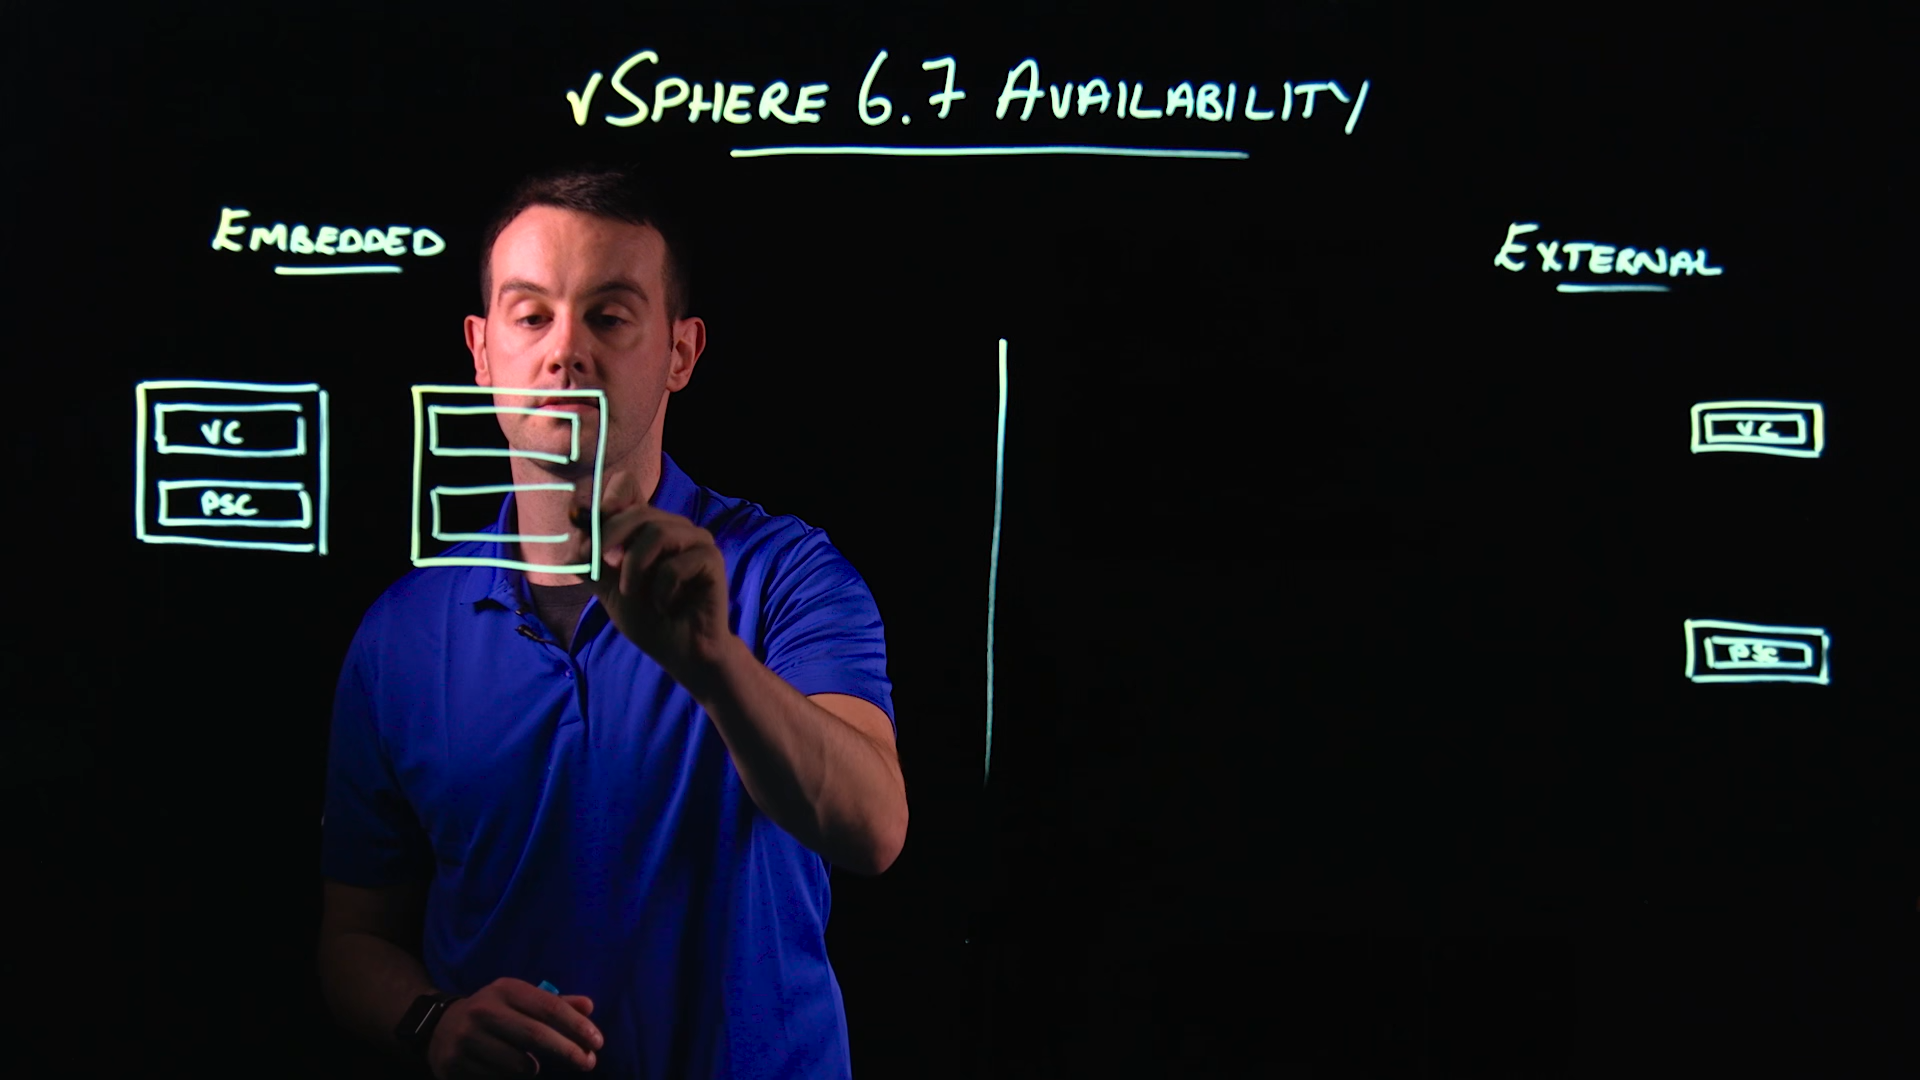 vSPHERE 6.7 AVAILABILITY
EMBEDDED
EXTERNAL
VC
PSC
VC
PSC